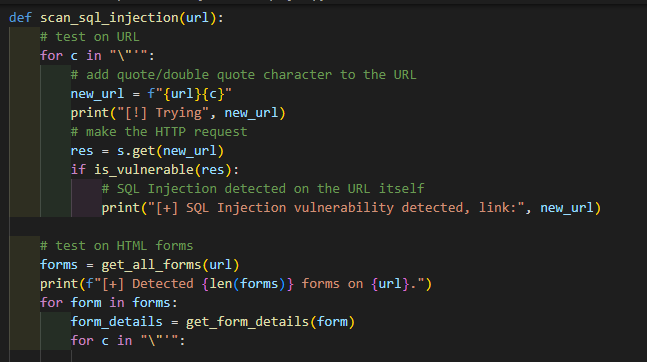 def scan_sql_injection(url):
    # test on URL
    for c in "\"'":
        # add quote/double quote character to the URL
        new_url = f"{url}{c}"
        print("[!] Trying", new_url)
        # make the HTTP request
        res = s.get(new_url)
        if is_vulnerable(res):
            # SQL Injection detected on the URL itself
            print("[+] SQL Injection vulnerability detected, link:", new_url)
    # test on HTML forms
    forms = get_all_forms(url)
    print(f"[+] Detected {len(forms)} forms on {url}.")
    for form in forms:
        form_details = get_form_details(form)
        for c in "\"'":